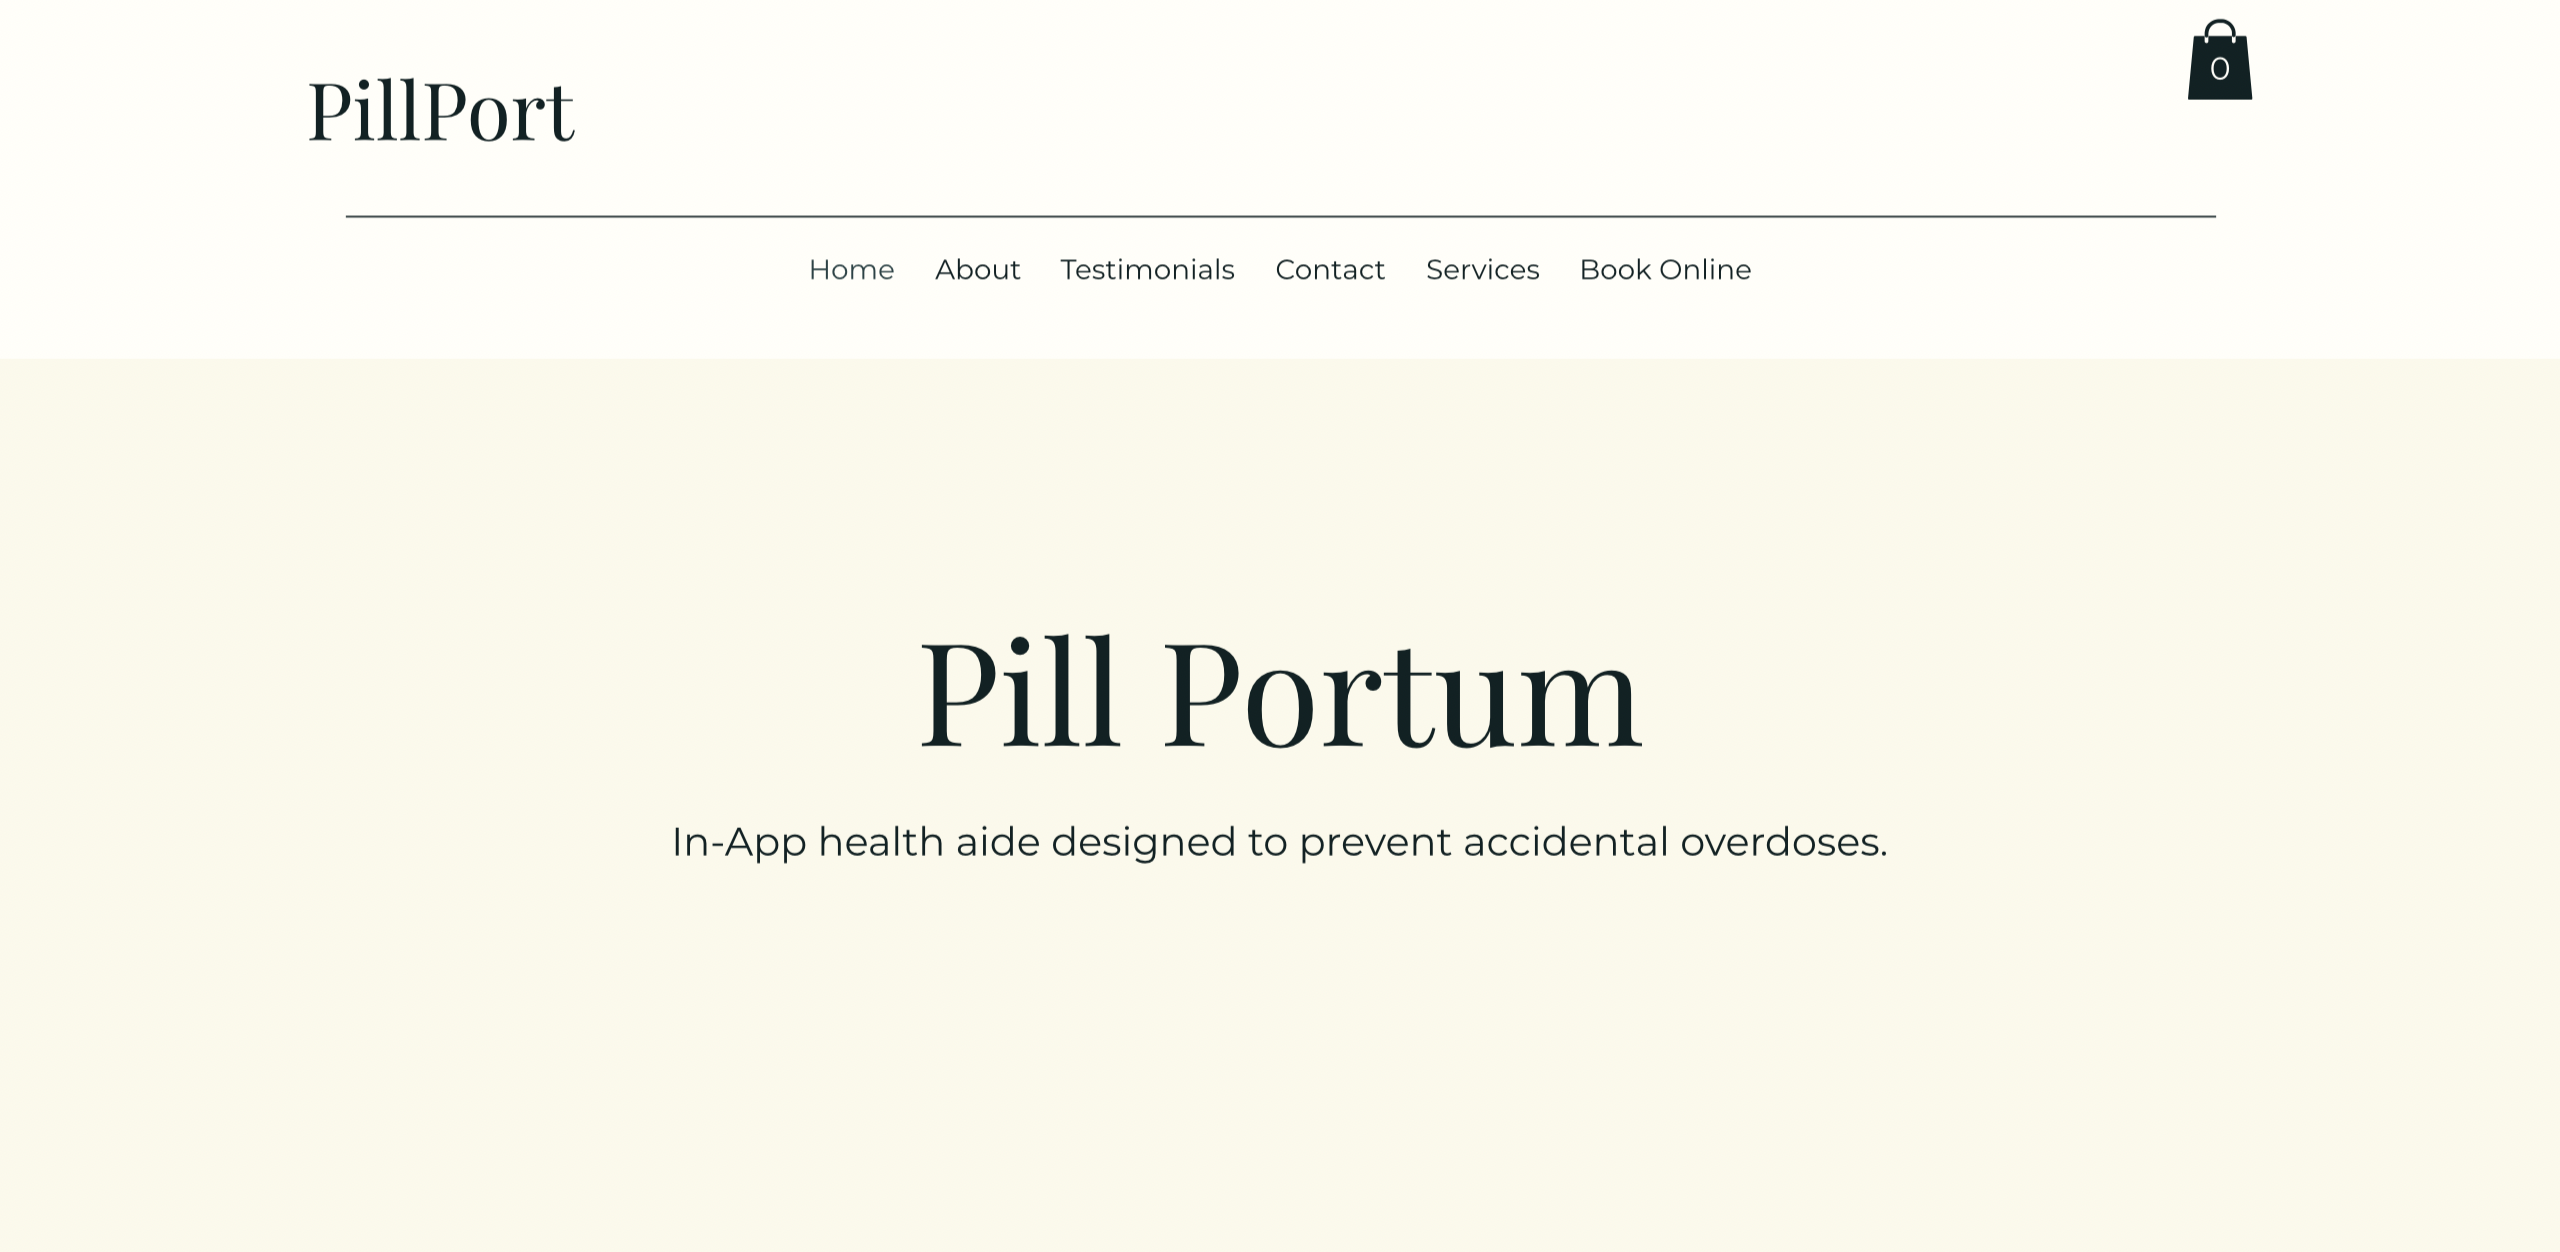 0
PillPort
Home About Testimonials Contact Services Book Online
Pill Portum
In-App health aide designed to prevent accidental overdoses.